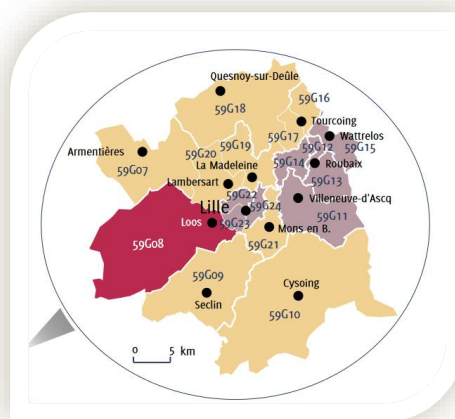 Quesnoy-sur-Deûle
59G16
59G18
Tourcoing
59G19
59G17
Wattrelos
59G12
59G15
Armentières
59G20
La Madeleine
59G14
Roubaix
59G07
Lambersart
59G13
59G22
Villeneuve-d'Ascq
Lille
59G24
59G11
Loos
59G23
Mons en B.
59G08
59G21
59G09
Cysoing
Seclin
59G10
0 5 km